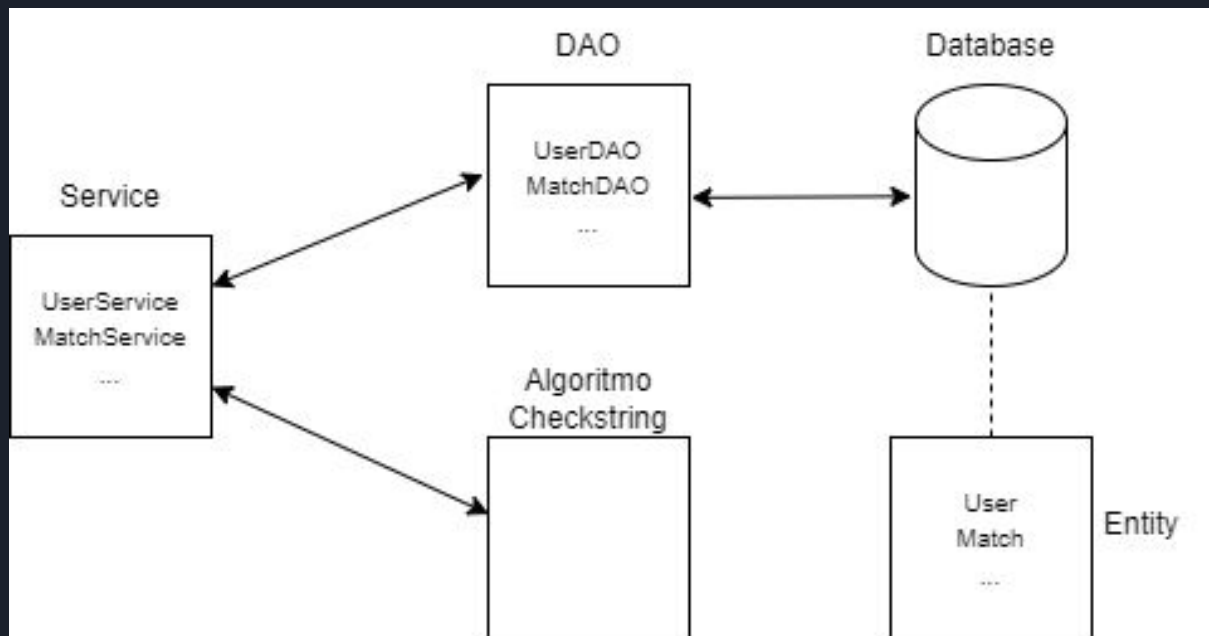 DAO
Database
UserDAO
MatchDAO
...
Service
UserService
MatchService
...
Algoritmo
Checkstring
User
Match
...
Entity